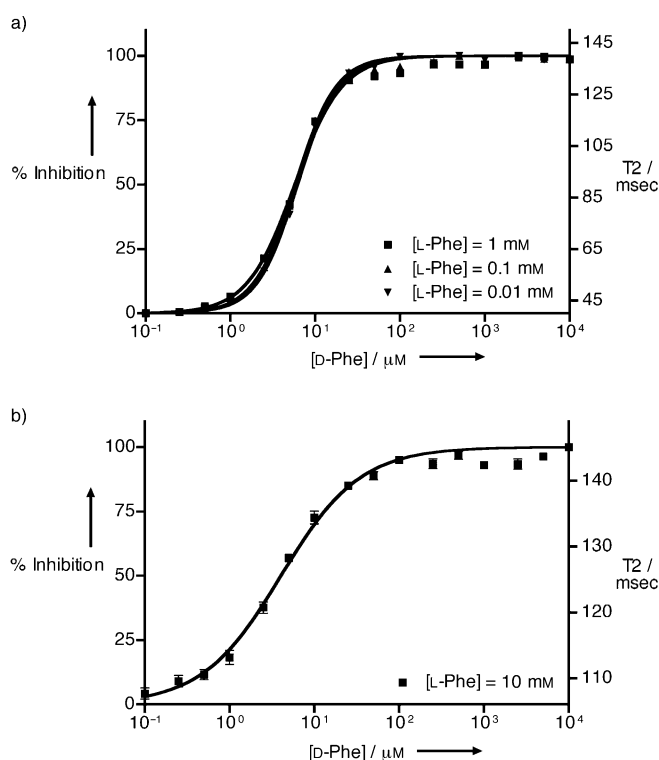 a)
100
75
50
25
0
% Inhibition
140
135
105
85
65
45
T2 /
msec
[L-Phe] = 1 mM
[L-Phe] = 0.1 mM
[L-Phe] = 0.01 mM
10⁻¹ 10⁰ 10¹ 10² 10³ 10⁴
[D-Phe] / μM
b)
100
75
50
25
0
% Inhibition
140
130
120
110
T2 /
msec
[L-Phe] = 10 mM
10⁻¹ 10⁰ 10¹ 10² 10³ 10⁴
[D-Phe] / μM